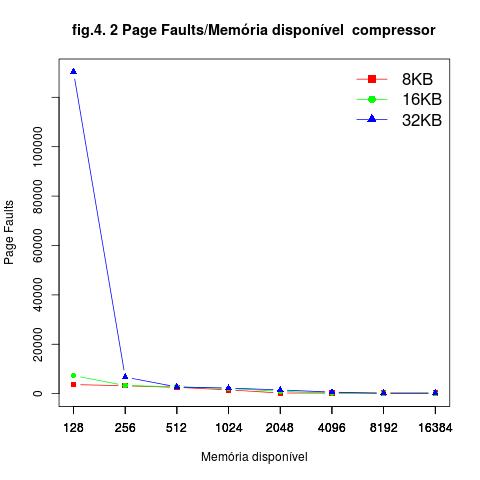 fig.4. 2 Page Faults/Memória disponível  compressor
8KB
16KB
32KB
Page Faults
100000
80000
60000
40000
20000
0
128 256 512 1024 2048 4096 8192 16384
Memória disponível